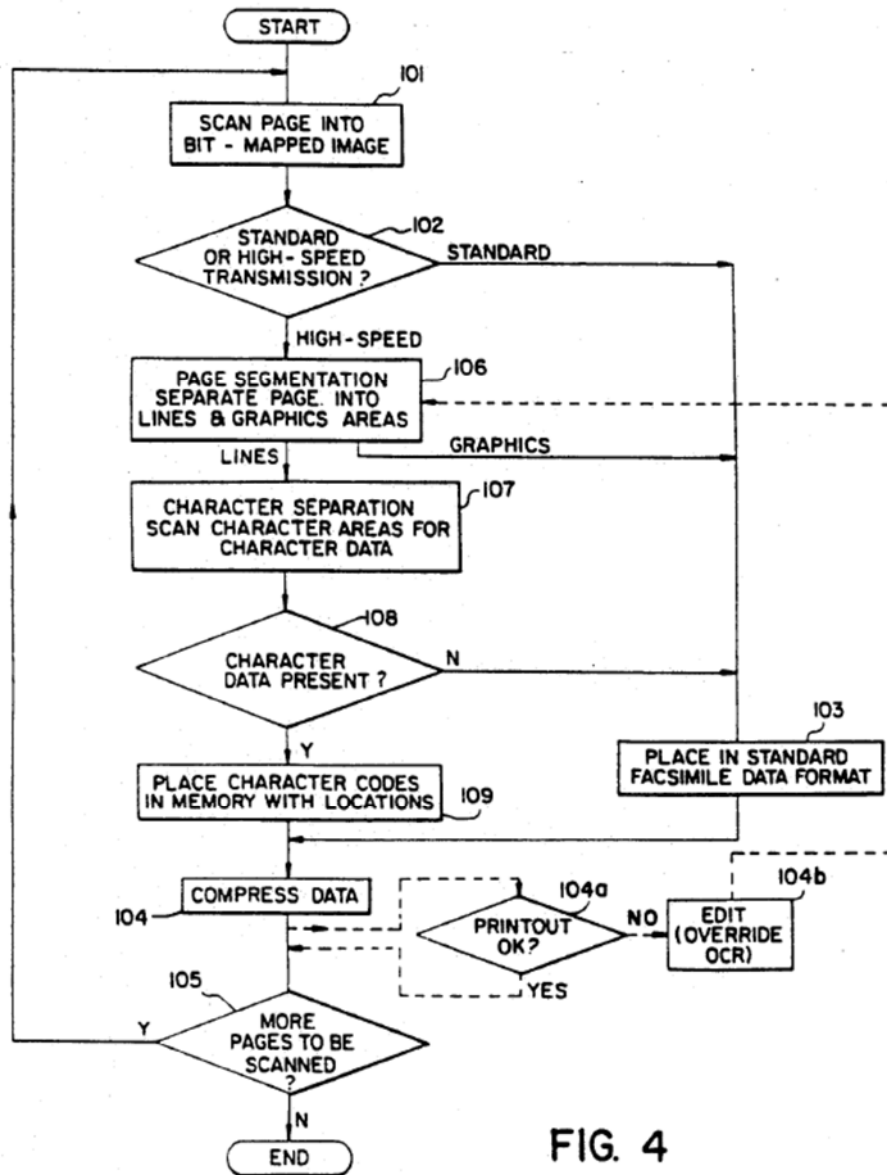 START
101
SCAN PAGE INTO
BIT - MAPPED IMAGE
102
STANDARD
OR HIGH-SPEED
TRANSMISSION ?
STANDARD
HIGH-SPEED
106
PAGE SEGMENTATION
SEPARATE PAGE. INTO
LINES & GRAPHICS AREAS
GRAPHICS
LINES
107
CHARACTER SEPARATION
SCAN CHARACTER AREAS FOR
CHARACTER DATA
108
CHARACTER
DATA PRESENT ?
N
Y
103
PLACE IN STANDARD
FACSIMILE DATA FORMAT
PLACE CHARACTER CODES
IN MEMORY WITH LOCATIONS
109
COMPRESS DATA
104
104a
PRINTOUT
OK?
NO
YES
104b
EDIT
(OVERRIDE
OCR)
105
Y
MORE
PAGES TO BE
SCANNED
?
N
END
FIG. 4